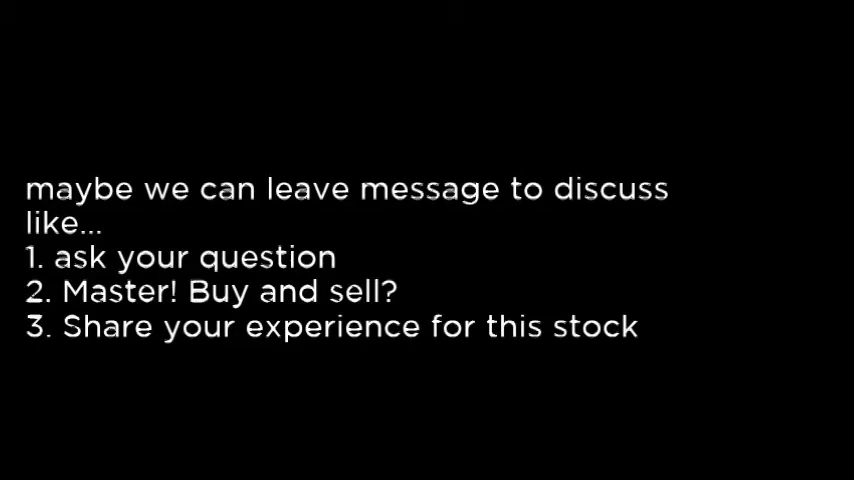 maybe we can leave message to discuss
like...
1. ask your question
2. Master! Buy and sell?
3. Share your experience for this stock